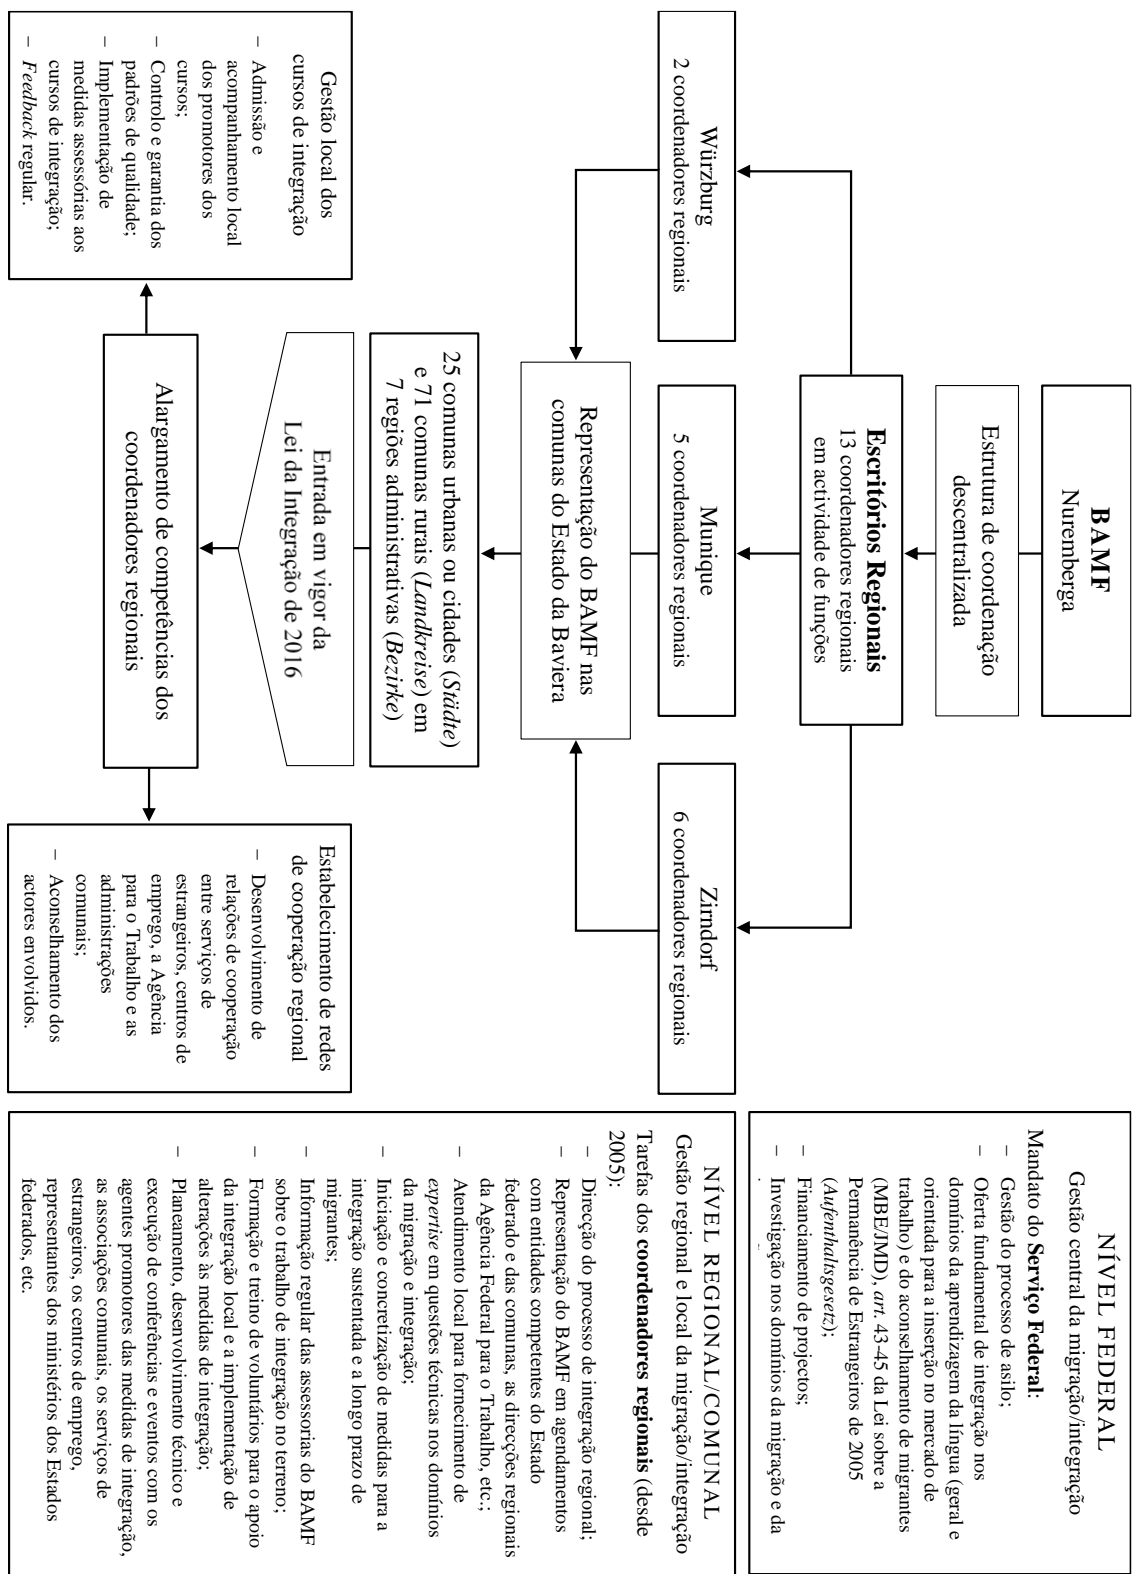 BAMF
Nuremberga
Estrutura de coordenação
descentralizada
Escritórios Regionais
13 coordenadores regionais
em actividade de funções
Würzburg
2 coordenadores regionais
Munique
5 coordenadores regionais
Zirndorf
6 coordenadores regionais
Representação do BAMF nas
comunas do Estado da Baviera
25 comunas urbanas ou cidades (Städte)
e 71 comunas rurais (Landkreise) em
7 regiões administrativas (Bezirke)
Entrada em vigor da
Lei da Integração de 2016
Alargamento de competências dos
coordenadores regionais
Gestão local dos
cursos de integração
– Admissão e
acompanhamento local
dos promotores dos
cursos;
– Controlo e garantia dos
padrões de qualidade;
– Implementação de
medidas assessórias aos
cursos de integração;
– Feedback regular.
Estabelecimento de redes
de cooperação regional
– Desenvolvimento de
relações de cooperação
entre serviços de
estrangeiros, centros de
emprego, a Agência
para o Trabalho e as
administrações
comunais;
– Aconselhamento dos
actores envolvidos.
NÍVEL FEDERAL
Gestão central da migração/integração
Mandato do Serviço Federal:
– Gestão do processo de asilo;
– Oferta fundamental de integração nos
domínios da aprendizagem da língua (geral e
orientada para a inserção no mercado de
trabalho) e do aconselhamento de migrantes
(MBE/JMD), art. 43-45 da Lei sobre a
Permanência de Estrangeiros de 2005
(Aufenthaltsgesetz);
– Financiamento de projectos;
– Investigação nos domínios da migração e da
NÍVEL REGIONAL/COMUNAL
Gestão regional e local da migração/integração
Tarefas dos coordenadores regionais (desde
2005):
– Direcção do processo de integração regional;
– Representação do BAMF em agendamentos
com entidades competentes do Estado
federado e das comunas, as direcções regionais
da Agência Federal para o Trabalho, etc.;
– Atendimento local para fornecimento de
expertise em questões técnicas nos domínios
da migração e integração;
– Iniciação e concretização de medidas para a
integração sustentada e a longo prazo de
migrantes;
– Informação regular das assessorias do BAMF
sobre o trabalho de integração no terreno;
– Formação e treino de voluntários para o apoio
da integração local e a implementação de
alterações às medidas de integração;
– Planeamento, desenvolvimento técnico e
execução de conferências e eventos com os
agentes promotores das medidas de integração,
as associações comunais, os serviços de
estrangeiros, os centros de emprego,
representantes dos ministérios dos Estados
federados, etc.